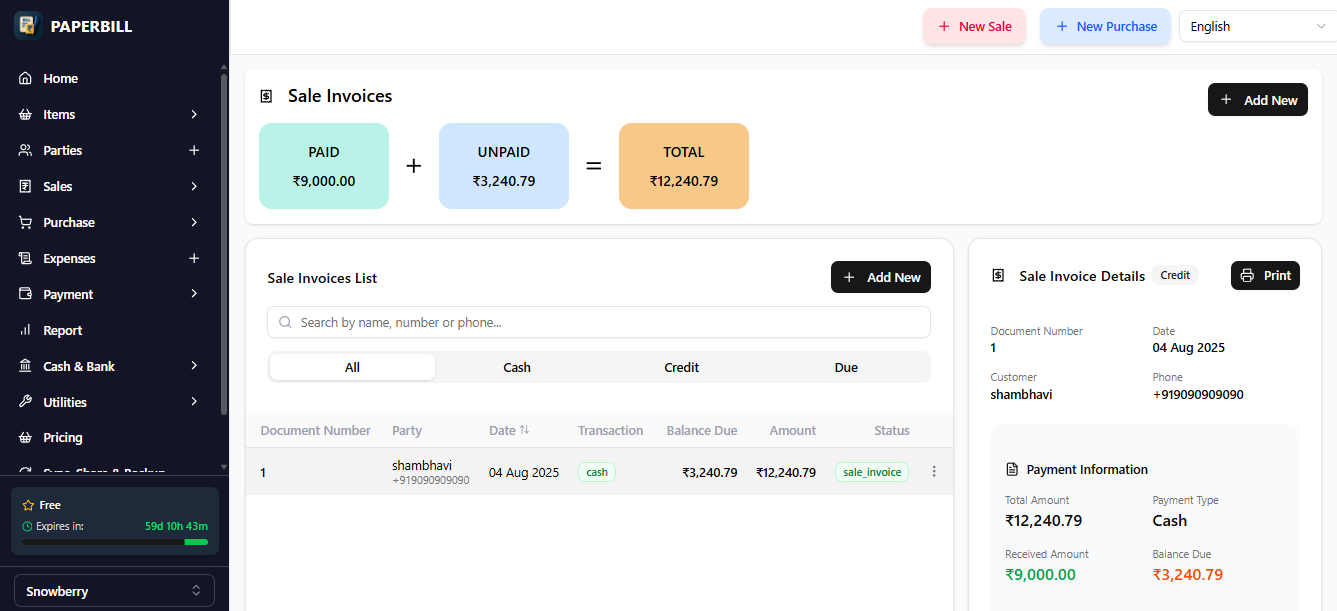 PAPERBILL
Home
Items
Parties
Sales
Purchase
Expenses
Payment
Report
Cash & Bank
Utilities
Pricing
Sync, Share & Backup
Free
Expires in: 59d 10h 43m
Snowberry
+ New Sale
+ New Purchase
English
Sale Invoices
+ Add New
PAID
₹9,000.00
+
UNPAID
₹3,240.79
=
TOTAL
₹12,240.79
Sale Invoices List
+ Add New
Search by name, number or phone...
All Cash Credit Due
Document Number Party Date Transaction Balance Due Amount Status
1 shambhavi 04 Aug 2025 cash ₹3,240.79 ₹12,240.79 sale_invoice
+919090909090
Sale Invoice Details Credit
Print
Document Number Date
1 04 Aug 2025
Customer Phone
shambhavi +919090909090
Payment Information
Total Amount Payment Type
₹12,240.79 Cash
Received Amount Balance Due
₹9,000.00 ₹3,240.79